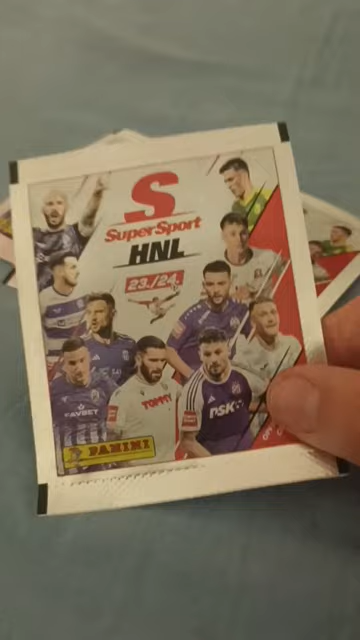 S
SuperSport
HNL
23./24.
FAVBET
TOMMY
PSK
PANINI